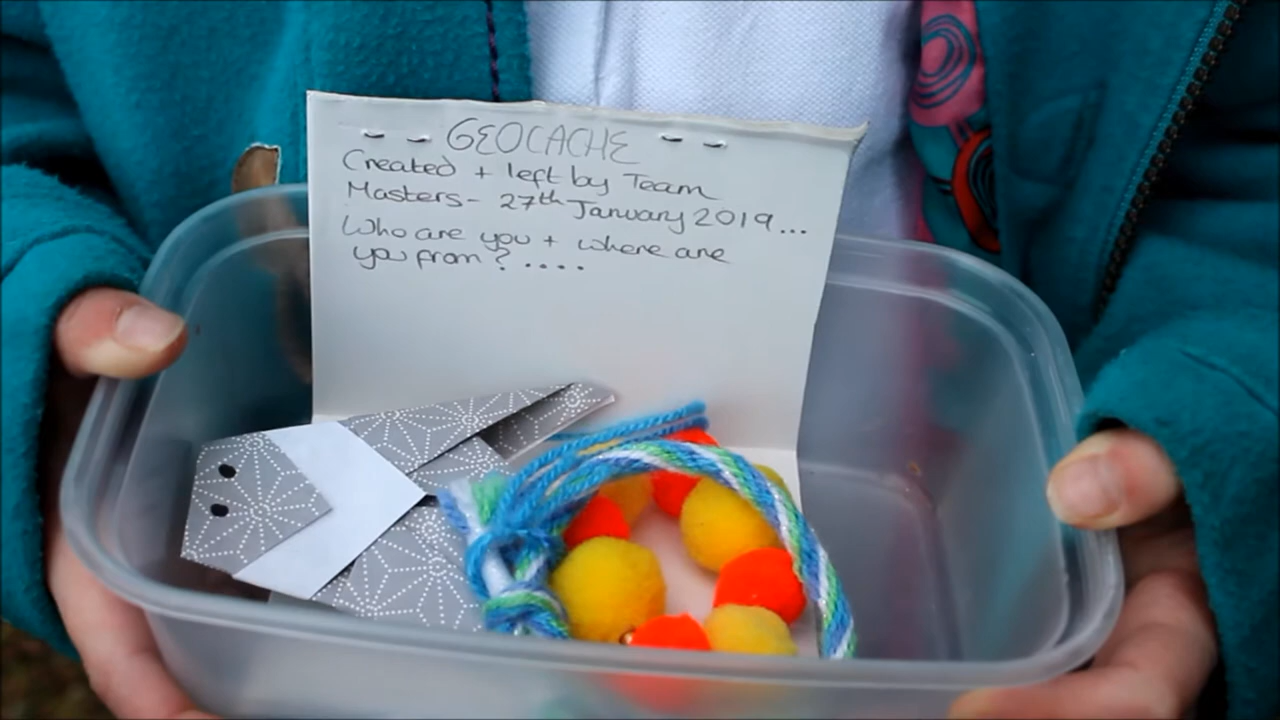 GEOCACHE
Created + left by Team
Masters - 27th January 2019...
Who are you + where are
you from? .....